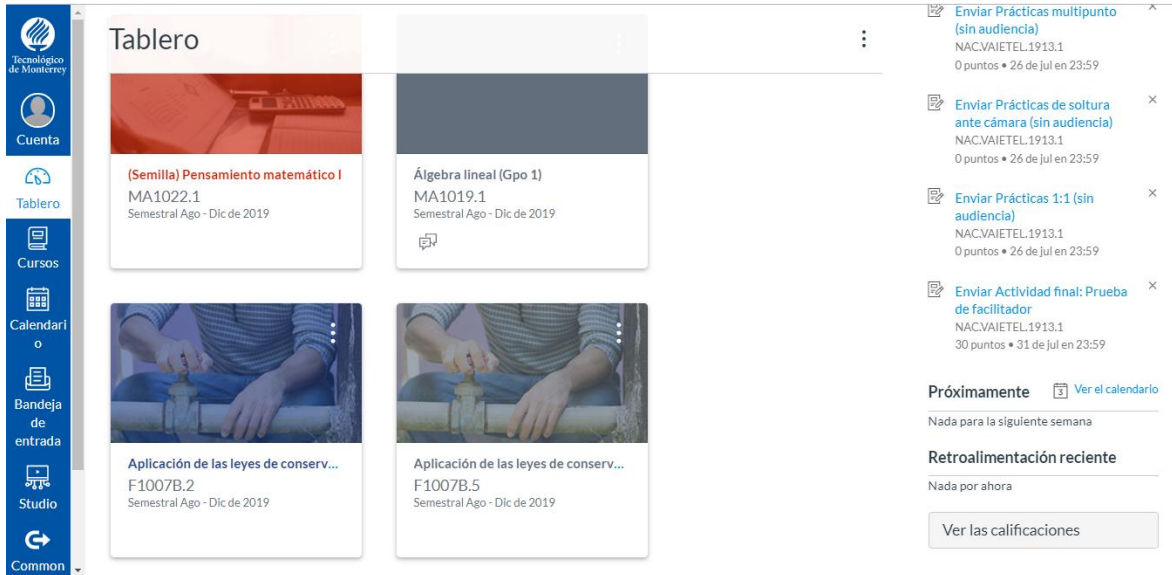 Tecnológico
de Monterrey
Cuenta
Tablero
Cursos
Calendari
o
Bandeja
de
entrada
Studio
Common
Tablero
(Semilla) Pensamiento matemático I
MA1022.1
Semestral Ago - Dic de 2019
Álgebra lineal (Gpo 1)
MA1019.1
Semestral Ago - Dic de 2019
Aplicación de las leyes de conserv...
F1007B.2
Semestral Ago - Dic de 2019
Aplicación de las leyes de conserv...
F1007B.5
Semestral Ago - Dic de 2019
Enviar Prácticas multipunto
(sin audiencia)
NAC.VAIETEL.1913.1
0 puntos • 26 de jul en 23:59
Enviar Prácticas de soltura
ante cámara (sin audiencia)
NAC.VAIETEL.1913.1
0 puntos • 26 de jul en 23:59
Enviar Prácticas 1:1 (sin
audiencia)
NAC.VAIETEL.1913.1
0 puntos • 26 de jul en 23:59
Enviar Actividad final: Prueba
de facilitador
NAC.VAIETEL.1913.1
30 puntos • 31 de jul en 23:59
Próximamente
3 Ver el calendario
Nada para la siguiente semana
Retroalimentación reciente
Nada por ahora
Ver las calificaciones